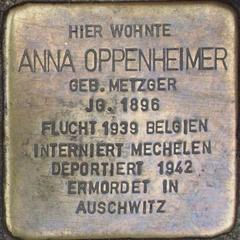 HIER WOHNTE
ANNA OPPENHEIMER
GEB. METZGER
JG. 1896
FLUCHT 1939 BELGIEN
INTERNIERT MECHELEN
DEPORTIERT 1942
ERMORDET IN
AUSCHWITZ